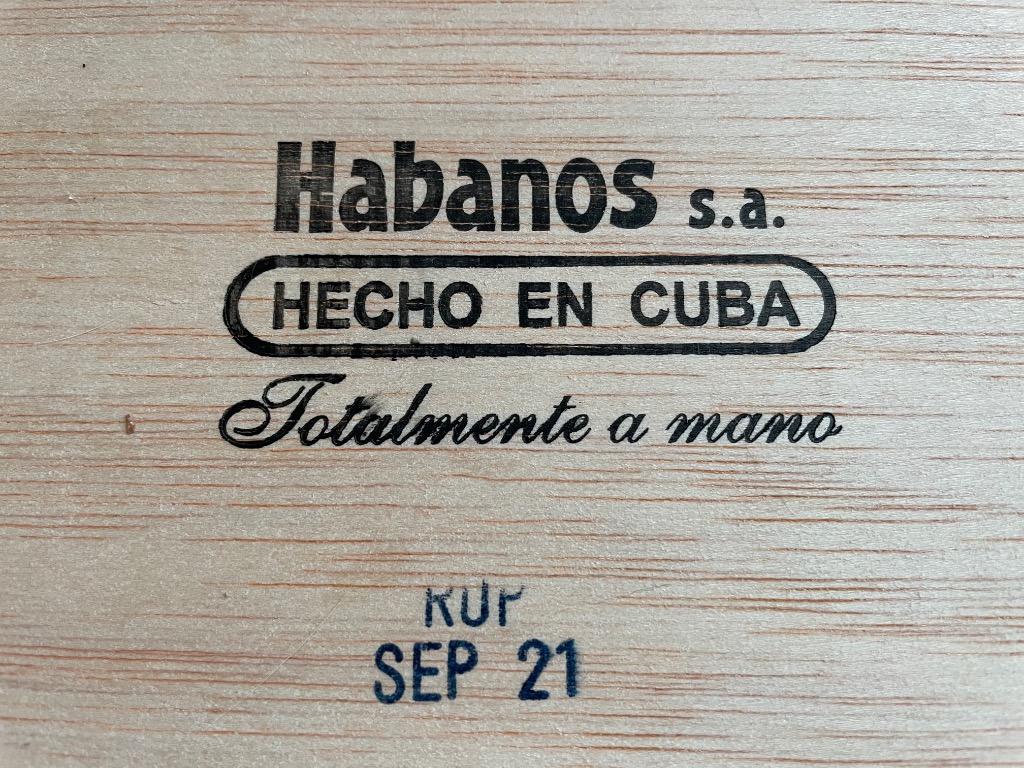 Habanos s.a.
HECHO EN CUBA
Totalmente a mano
SEP 21